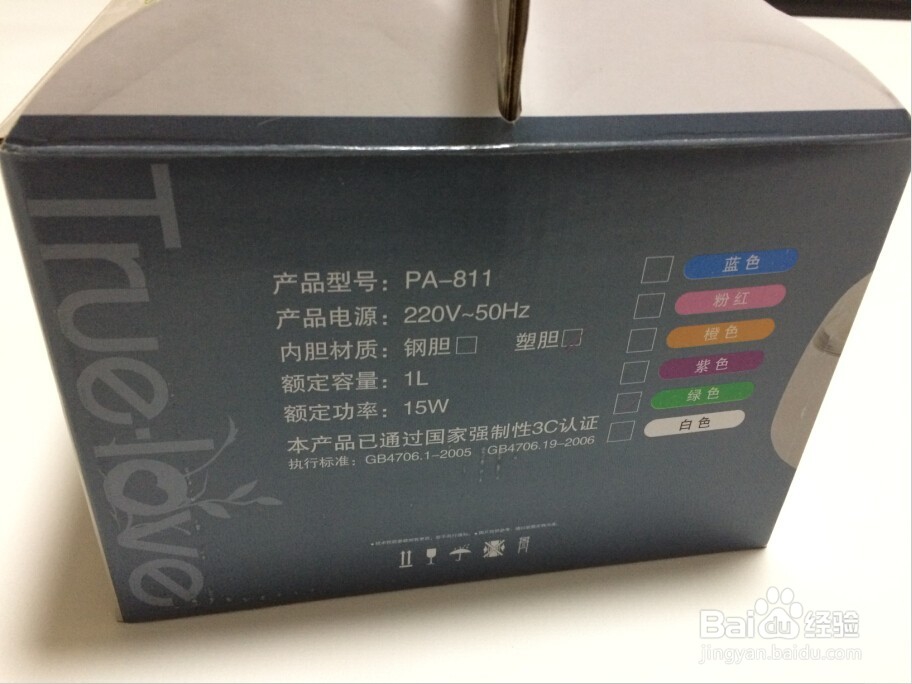 True·love
产品型号：PA-811
产品电源：220V~50Hz
内胆材质：钢胆□ 塑胆□
额定容量：1L
额定功率：15W
本产品已通过国家强制性3C认证
执行标准：GB4706.1-2005 GB4706.19-2006
蓝色
粉红
橙色
紫色
绿色
白色
Baidu经验
jingyan.baidu.com